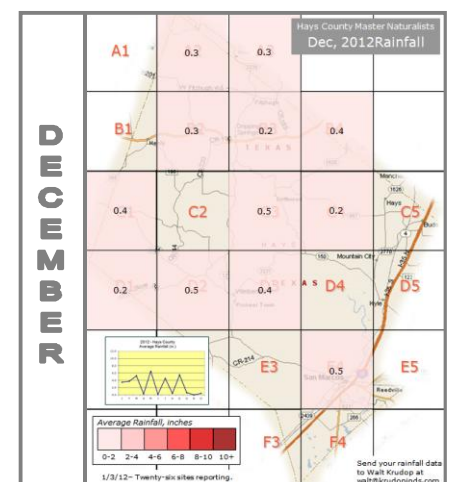 Hays County Master Naturalists
Dec, 2012Rainfall
DECEMBER
A1 0.3 0.3
B1 0.3 0.2 0.4
TEXAS
0.4 C2 0.5 0.2 C5
Hays
1626
HAYS
0.2 0.5 0.4 D4 D5
Mountain City
TEXAS
Kyle
2012- Hays County
Average Rainfall (in.)
CR-214
E3 0.5 E5
San Marcos
Reedville
F3 F4
Average Rainfall, inches
0-2 2-4 4-6 6-8 8-10 10+
1/3/12~ Twenty-six sites reporting.
Send your rainfall data
to Walt Krudop at